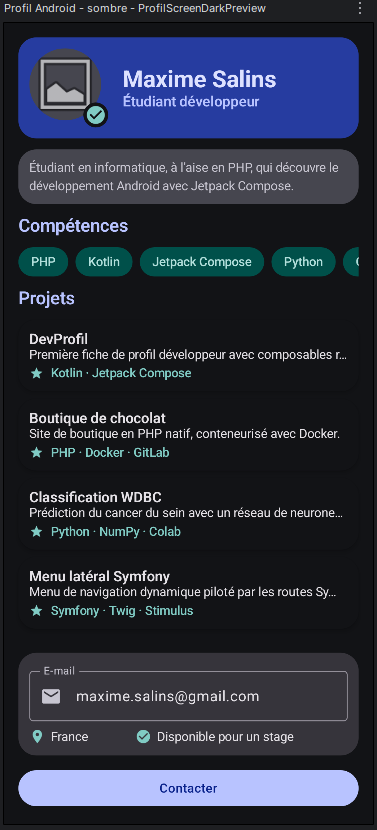 Profil Android - sombre - ProfilScreenDarkPreview
Maxime Salins
Étudiant développeur
Étudiant en informatique, à l'aise en PHP, qui découvre le
développement Android avec Jetpack Compose.
Compétences
PHP Kotlin Jetpack Compose Python
Projets
DevProfil
Première fiche de profil développeur avec composables r…
Kotlin · Jetpack Compose
Boutique de chocolat
Site de boutique en PHP natif, conteneurisé avec Docker.
PHP · Docker · GitLab
Classification WDBC
Prédiction du cancer du sein avec un réseau de neurone…
Python · NumPy · Colab
Menu latéral Symfony
Menu de navigation dynamique piloté par les routes Sy…
Symfony · Twig · Stimulus
E-mail
maxime.salins@gmail.com
France Disponible pour un stage
Contacter